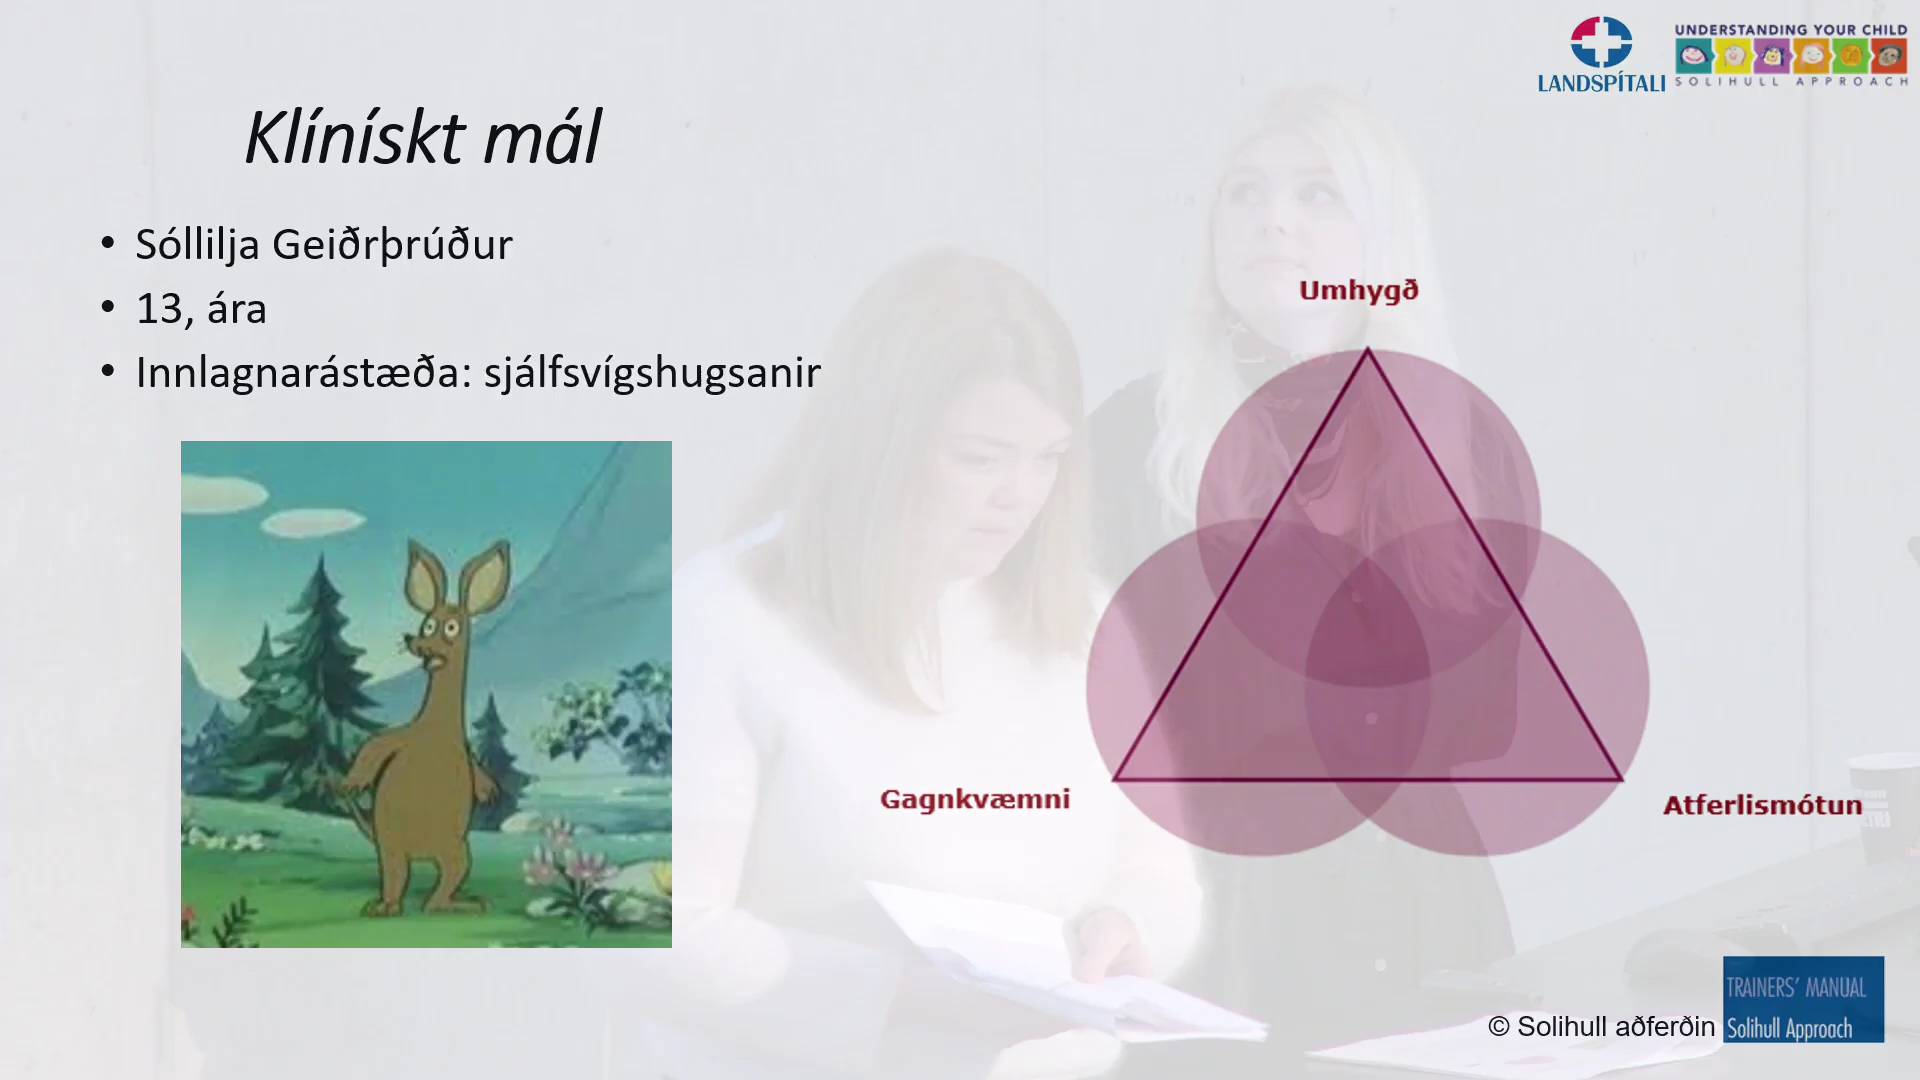 LANDSPÍTALI
UNDERSTANDING YOUR CHILD
SOLIHULL APPROACH
Klínískt mál
• Sóllilja Geiðrþrúður
• 13, ára
• Innlagnarástæða: sjálfsvígshugsanir
Umhygð
Gagnkvæmni
Atferlismótun
TRAINERS' MANUAL
© Solihull aðferðin
Solihull Approach